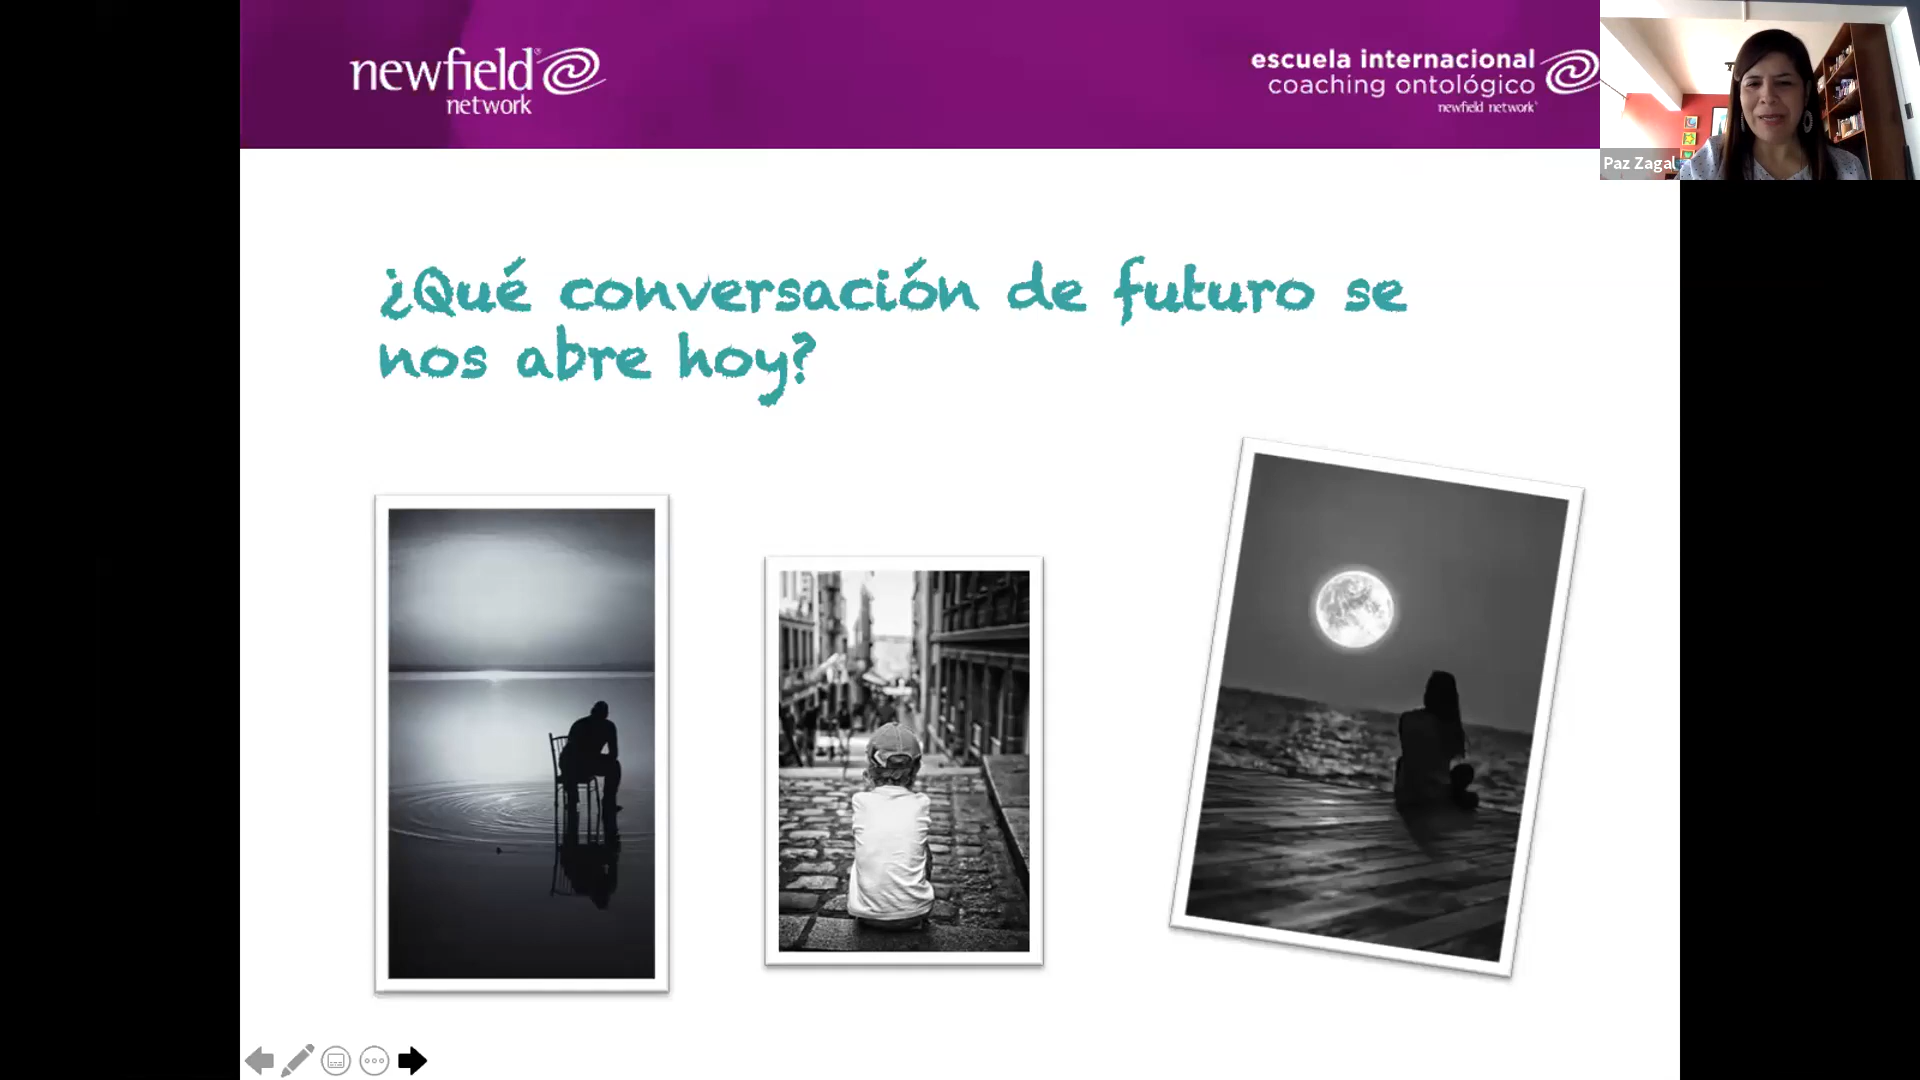 newfield®
network
escuela internacional
coaching ontológico
newfield network
Paz Zagal
¿Qué conversación de futuro se
nos abre hoy?